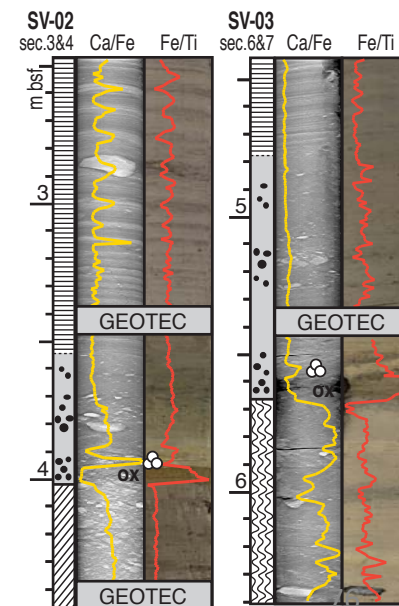 SV-02
sec.3&4 Ca/Fe Fe/Ti
m bsf
3
GEOTEC
ox
4
GEOTEC
SV-03
sec.6&7 Ca/Fe Fe/Ti
5
GEOTEC
ox
6